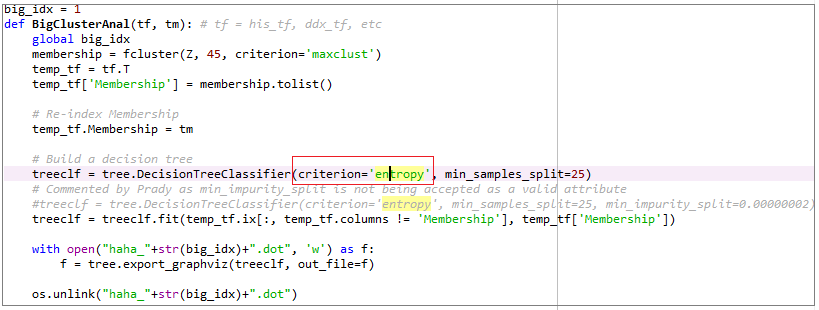 big_idx = 1
def BigClusterAnal(tf, tm): # tf = his_tf, ddx_tf, etc
    global big_idx
    membership = fcluster(Z, 45, criterion='maxclust')
    temp_tf = tf.T
    temp_tf['Membership'] = membership.tolist()

    # Re-index Membership
    temp_tf.Membership = tm

    # Build a decision tree
    treeclf = tree.DecisionTreeClassifier(criterion='entropy', min_samples_split=25)
    # Commented by Prady as min_impurity_split is not being accepted as a valid attribute
    #treeclf = tree.DecisionTreeClassifier(criterion='entropy', min_samples_split=25, min_impurity_split=0.00000002)
    treeclf = treeclf.fit(temp_tf.ix[:, temp_tf.columns != 'Membership'], temp_tf['Membership'])

    with open("haha_"+str(big_idx)+".dot", 'w') as f:
        f = tree.export_graphviz(treeclf, out_file=f)

    os.unlink("haha_"+str(big_idx)+".dot")